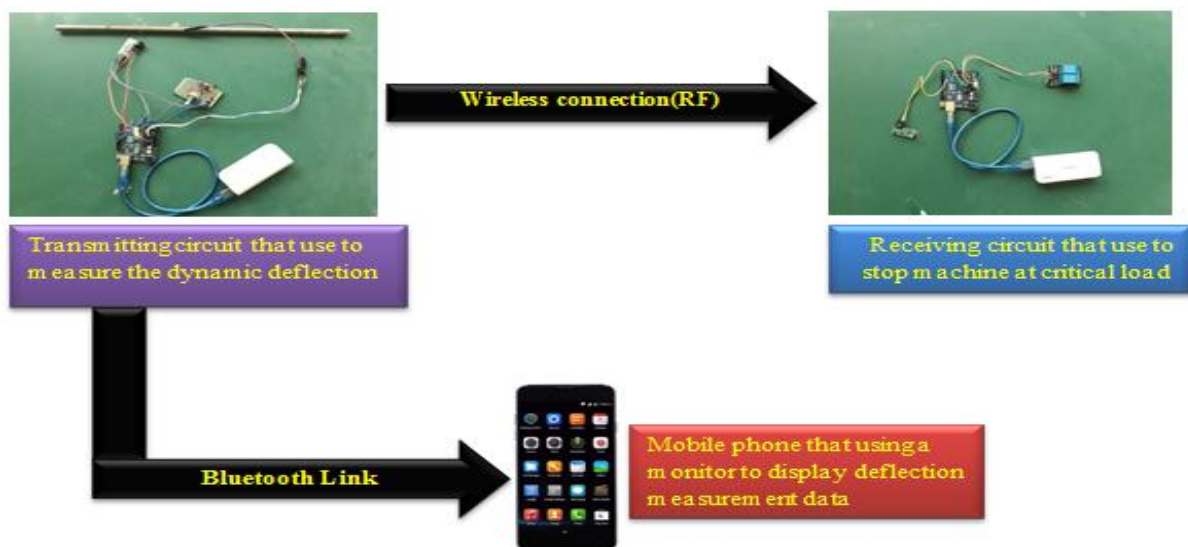 Wireless connection(RF)
Transmitting circuit that use to
measure the dynamic deflection
Receiving circuit that use to
stop machine at critical load
Bluetooth Link
Mobile phone that using a
monitor to display deflection
measurement data